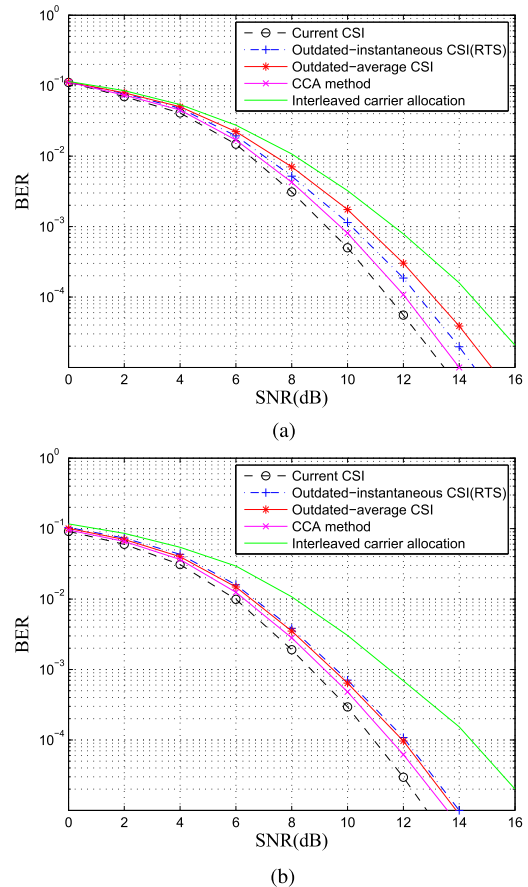 10^0
10^-1
10^-2
10^-3
10^-4
BER
0 2 4 6 8 10 12 14 16
SNR(dB)
Current CSI
Outdated-instantaneous CSI(RTS)
Outdated-average CSI
CCA method
Interleaved carrier allocation
(a)
10^0
10^-1
10^-2
10^-3
10^-4
BER
0 2 4 6 8 10 12 14 16
SNR(dB)
Current CSI
Outdated-instantaneous CSI(RTS)
Outdated-average CSI
CCA method
Interleaved carrier allocation
(b)